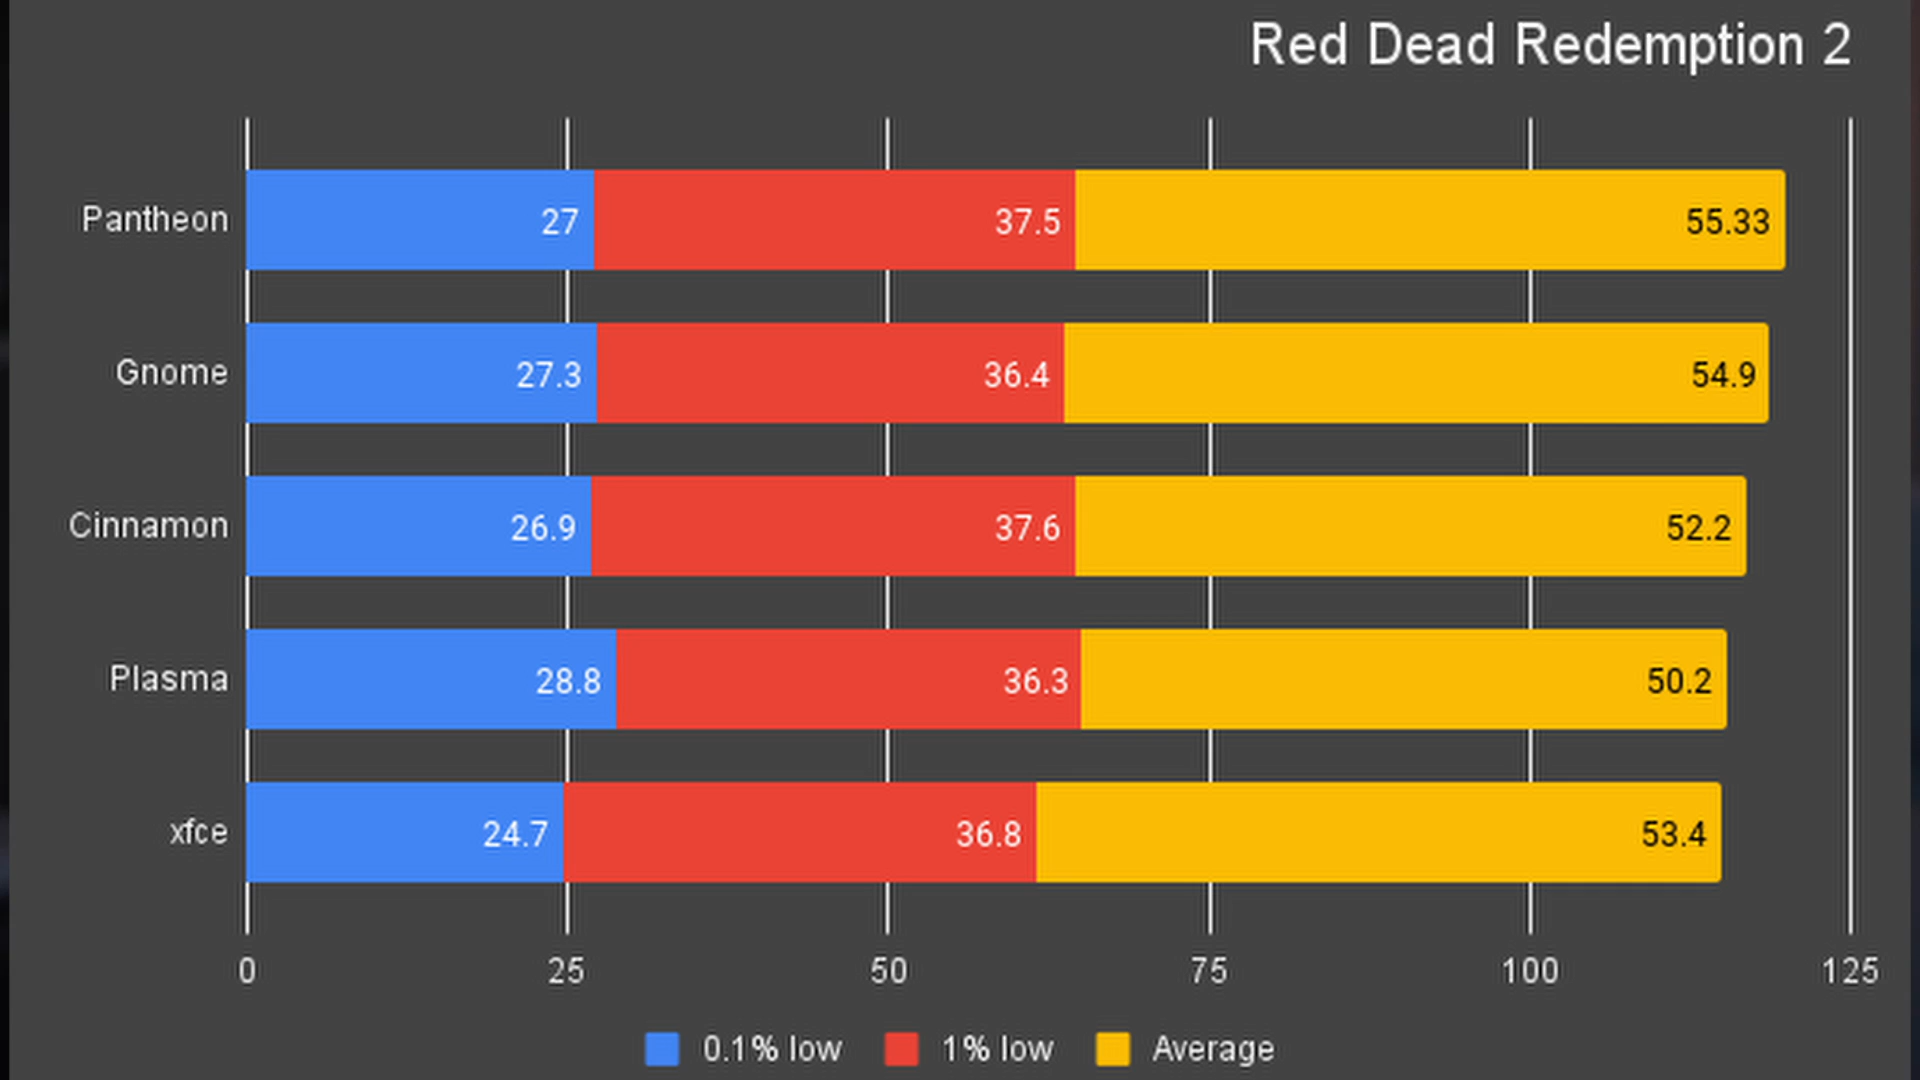 Red Dead Redemption 2
Pantheon 27 37.5 55.33
Gnome 27.3 36.4 54.9
Cinnamon 26.9 37.6 52.2
Plasma 28.8 36.3 50.2
xfce 24.7 36.8 53.4
0 25 50 75 100 125
0.1% low 1% low Average